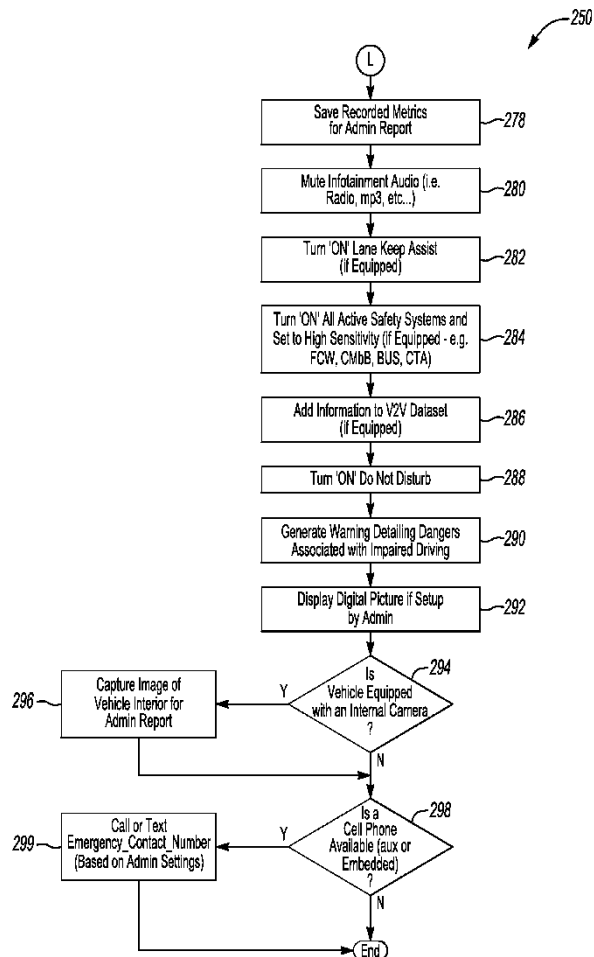 250
L
Save Recorded Metrics
for Admin Report
278
Mute Infotainment Audio (i.e.
Radio, mp3, etc...)
280
Turn 'ON' Lane Keep Assist
(if Equipped)
282
Turn 'ON' All Active Safety Systems and
Set to High Sensitivity (if Equipped - e.g.
FCW, CMbB, BUS, CTA)
284
Add Information to V2V Dataset
(if Equipped)
286
Turn 'ON' Do Not Disturb
288
Generate Warning Detailing Dangers
Associated with Impaired Driving
290
Display Digital Picture if Setup
by Admin
292
Is
Vehicle Equipped
with an Internal Camera
?
294
Y
N
Capture Image of
Vehicle Interior for
Admin Report
296
Is a
Cell Phone
Available (aux or
Embedded)
?
298
Y
N
Call or Text
Emergency_Contact_Number
(Based on Admin Settings)
299
End